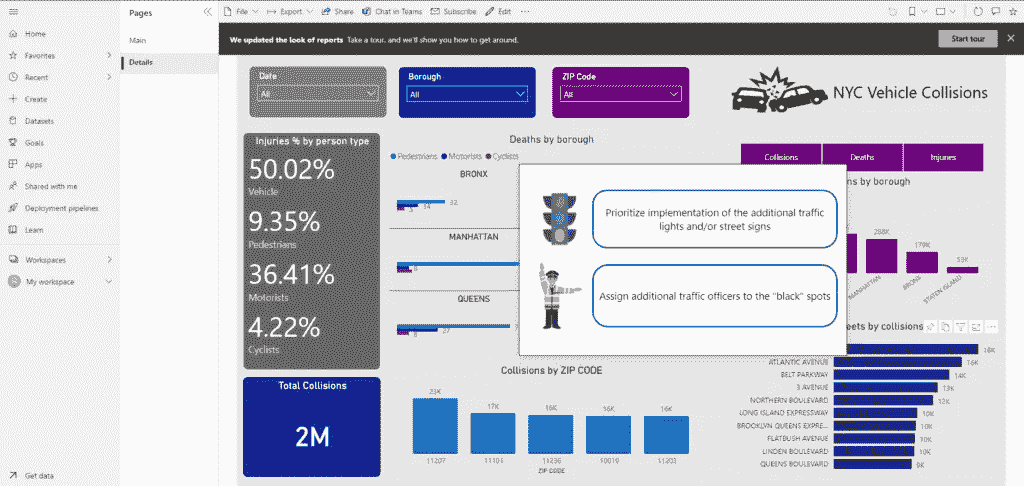 Pages
File
Export
Share
Chat in Teams
Subscribe
Edit
Home
Favorites
Recent
Create
Datasets
Goals
Apps
Shared with me
Deployment pipelines
Learn
Workspaces
My workspace
Get data
Main
Details
We updated the look of reports Take a tour, and we'll show you how to get around.
Start tour
Date
All
Borough
All
ZIP Code
All
NYC Vehicle Collisions
Injuries % by person type
50.02%
Vehicle
9.35%
Pedestrians
36.41%
Motorists
4.22%
Cyclists
Total Collisions
2M
Deaths by borough
Pedestrians Motorists Cyclists
BRONX
32
14
MANHATTAN
8
QUEENS
27
8
Collisions by ZIP CODE
23K
17K
16K
16K
16K
11207
11101
11236
10019
11203
ZIP CODE
Collisions
Deaths
Injuries
ns by borough
268K
179K
53K
MANHATTAN
BRONX
STATEN ISLAND
Prioritize implementation of the additional traffic
lights and/or street signs
Assign additional traffic officers to the "black" spots
eets by collisions
18K
ATLANTIC AVENUE 16K
BELT PARKWAY 14K
3 AVENUE 13K
NORTHERN BOULEVARD 12K
LONG ISLAND EXPRESSWAY 10K
BROOKLYN QUEENS EXPRE... 10K
FLATBUSH AVENUE 10K
LINDEN BOULEVARD 10K
QUEENS BOULEVARD 9K